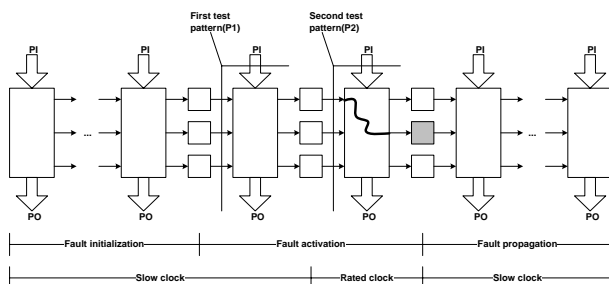 First test
pattern(P1)
Second test
pattern(P2)
PI
PI
PI
PI
PI
PI
...
...
PO
PO
PO
PO
PO
PO
Fault initialization
Fault activation
Fault propagation
Slow clock
Rated clock
Slow clock